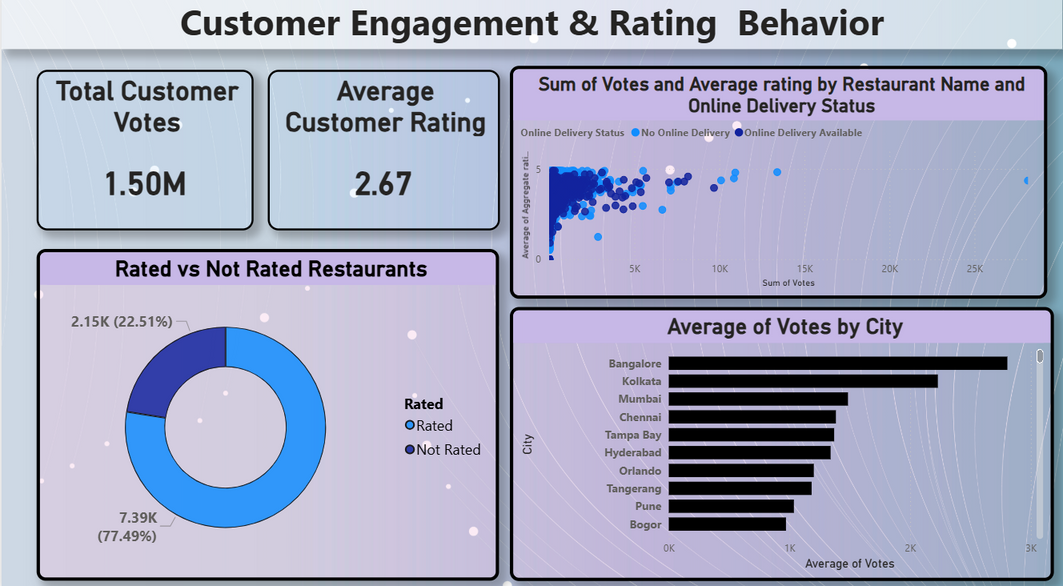 Customer Engagement & Rating  Behavior
Total Customer
Votes
1.50M
Average
Customer Rating
2.67
Sum of Votes and Average rating by Restaurant Name and
Online Delivery Status
Online Delivery Status No Online Delivery Online Delivery Available
Average of Aggregate rati...
5
0
5K 10K 15K 20K 25K
Sum of Votes
Rated vs Not Rated Restaurants
2.15K (22.51%)
7.39K
(77.49%)
Rated
Rated
Not Rated
Average of Votes by City
City
Bangalore
Kolkata
Mumbai
Chennai
Tampa Bay
Hyderabad
Orlando
Tangerang
Pune
Bogor
0K 1K 2K 3K
Average of Votes